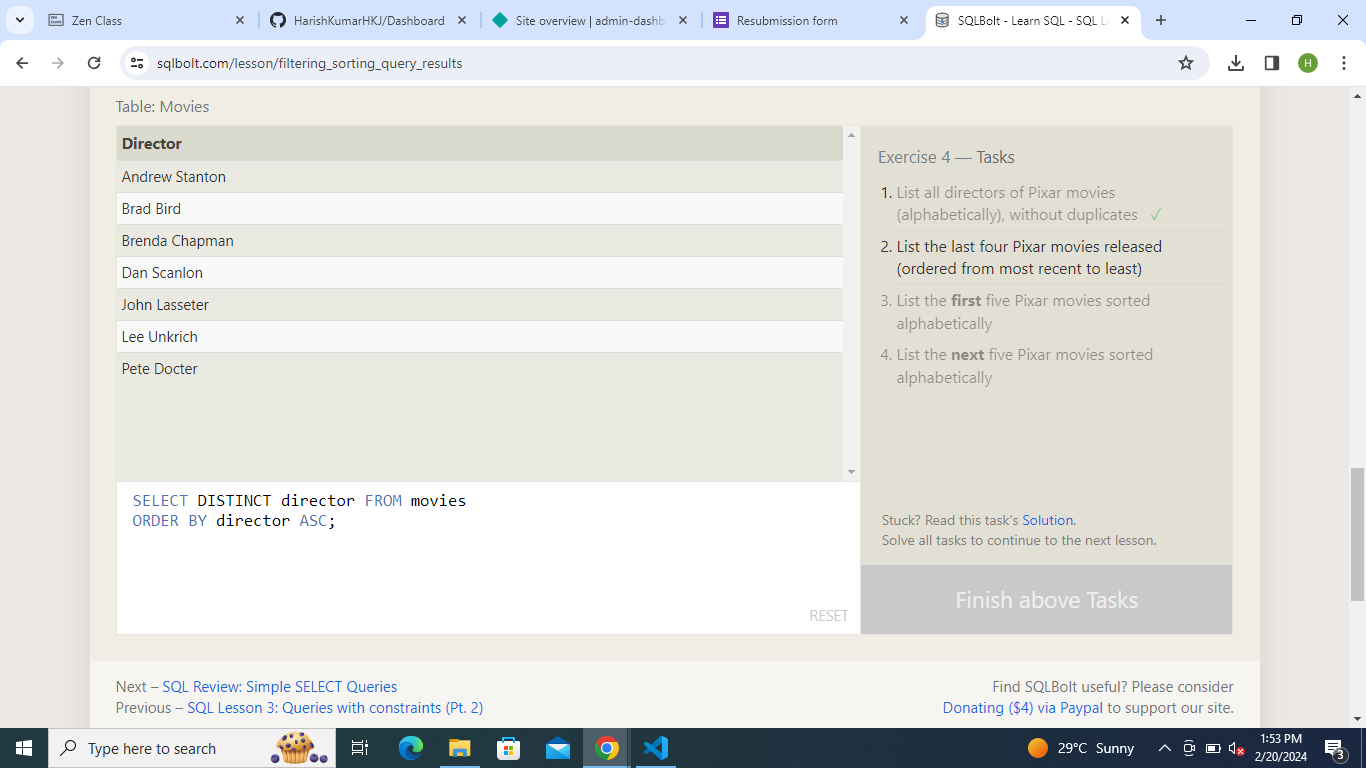 Zen Class
HarishKumarHKJ/Dashboard
Site overview | admin-dashb
Resubmission form
SQLBolt - Learn SQL - SQL L
sqlbolt.com/lesson/filtering_sorting_query_results
H
Table: Movies
Director
Andrew Stanton
Brad Bird
Brenda Chapman
Dan Scanlon
John Lasseter
Lee Unkrich
Pete Docter
Exercise 4 — Tasks
1. List all directors of Pixar movies
(alphabetically), without duplicates ✓
2. List the last four Pixar movies released
(ordered from most recent to least)
3. List the first five Pixar movies sorted
alphabetically
4. List the next five Pixar movies sorted
alphabetically
SELECT DISTINCT director FROM movies
ORDER BY director ASC;
RESET
Stuck? Read this task's Solution.
Solve all tasks to continue to the next lesson.
Finish above Tasks
Next – SQL Review: Simple SELECT Queries
Previous – SQL Lesson 3: Queries with constraints (Pt. 2)
Find SQLBolt useful? Please consider
Donating ($4) via Paypal to support our site.
Type here to search
29°C Sunny
1:53 PM
2/20/2024
3